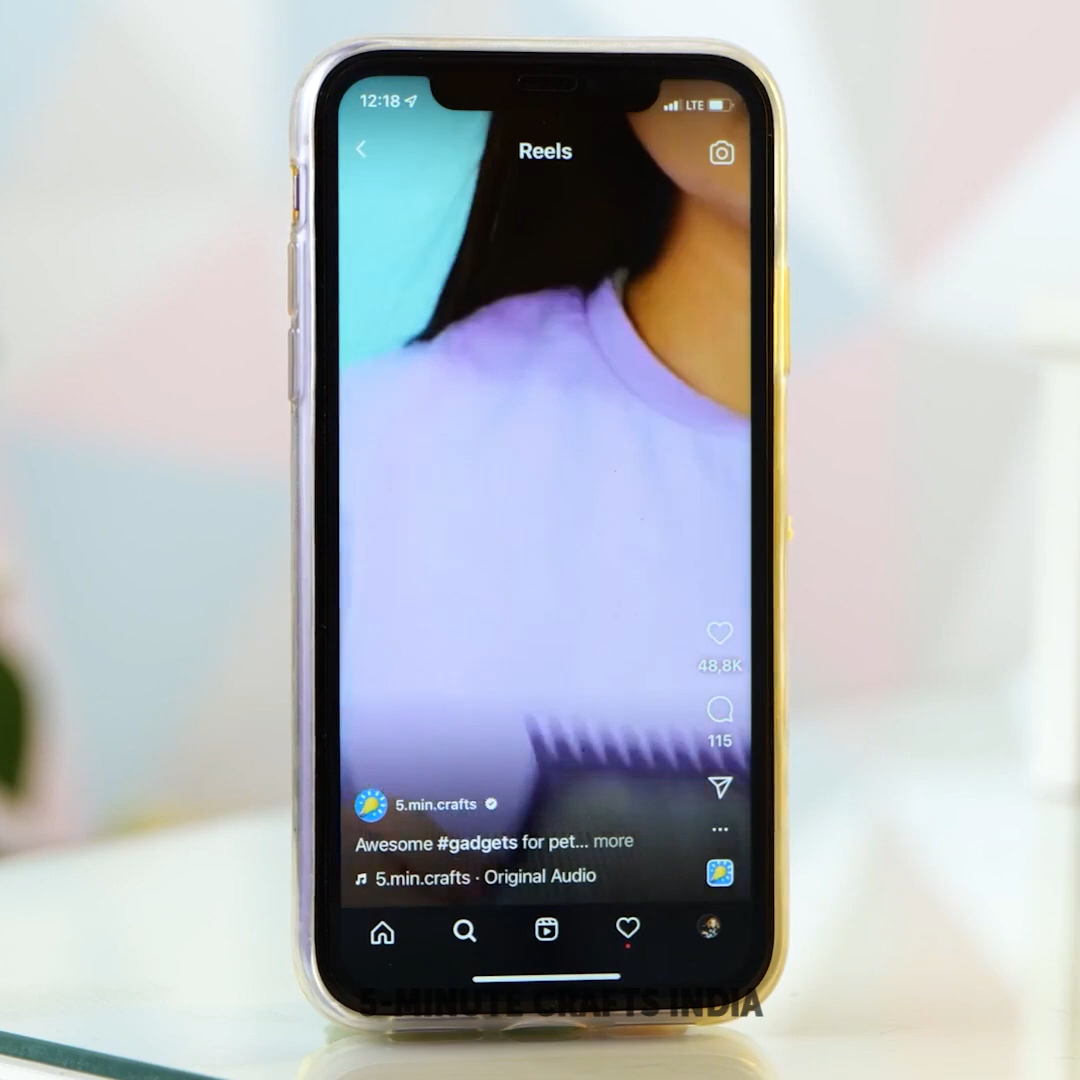 12:18
LTE
Reels
48,8K
115
5.min.crafts
Awesome #gadgets for pet... more
5.min.crafts · Original Audio
5-MINUTE CRAFTS INDIA